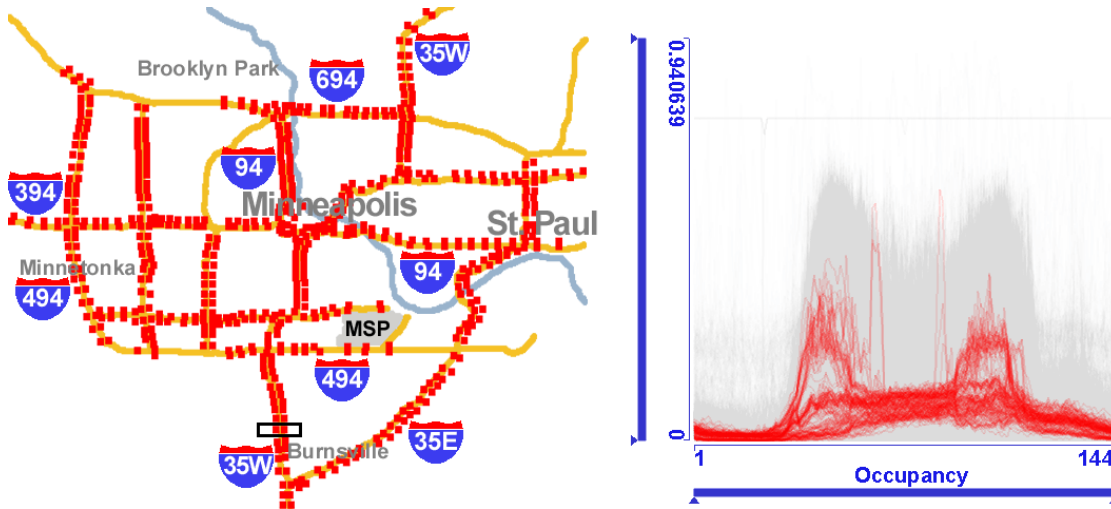 35W
Brooklyn Park
694
94
394
Minneapolis
St. Paul
Minnetonka
494
94
MSP
494
Burnsville
35W
35E
0.9406389
0
1
144
Occupancy